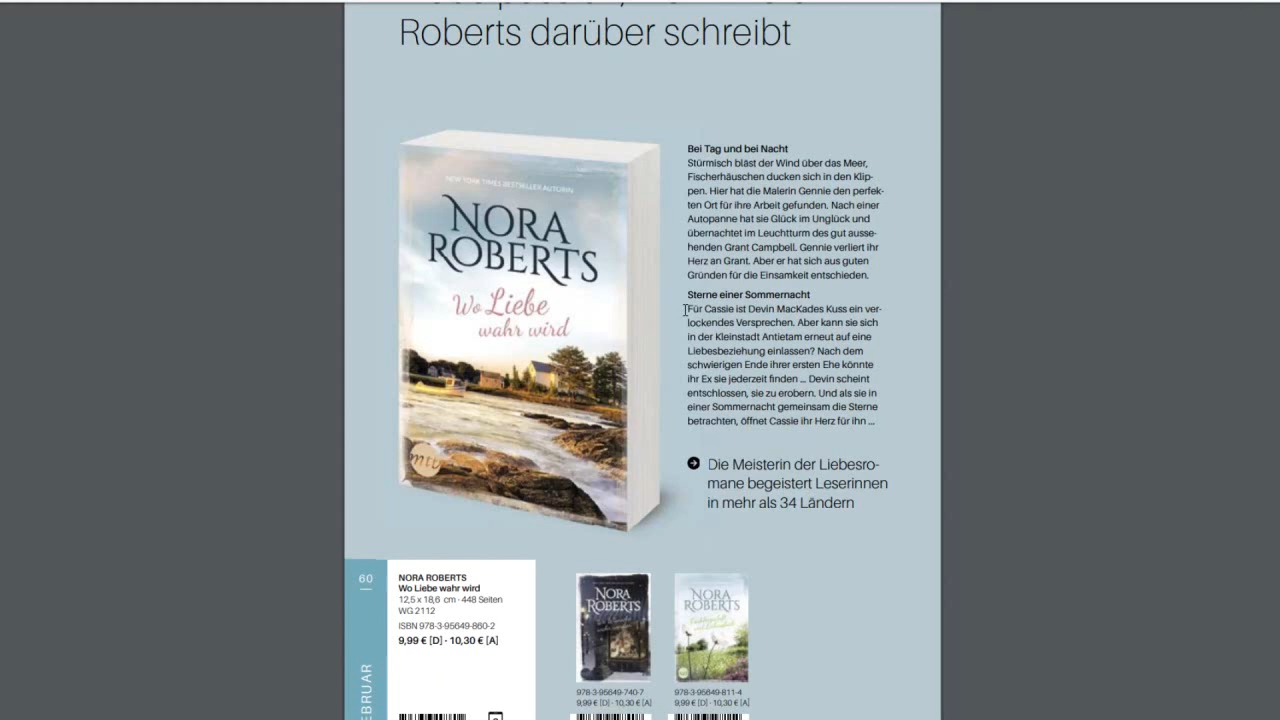 Roberts darüber schreibt
NEW YORK TIMES BESTSELLER AUTORIN
NORA
ROBERTS
Wo Liebe
wahr wird
mtb
Bei Tag und bei Nacht
Stürmisch bläst der Wind über das Meer,
Fischerhäuschen ducken sich in den Klip-
pen. Hier hat die Malerin Gennie den perfek-
ten Ort für ihre Arbeit gefunden. Nach einer
Autopanne hat sie Glück im Unglück und
übernachtet im Leuchtturm des gut ausse-
henden Grant Campbell. Gennie verliert ihr
Herz an Grant. Aber er hat sich aus guten
Gründen für die Einsamkeit entschieden.
Sterne einer Sommernacht
Für Cassie ist Devin MacKades Kuss ein ver-
lockendes Versprechen. Aber kann sie sich
in der Kleinstadt Antietam erneut auf eine
Liebesbeziehung einlassen? Nach dem
schwierigen Ende ihrer ersten Ehe könnte
ihr Ex sie jederzeit finden ... Devin scheint
entschlossen, sie zu erobern. Und als sie in
einer Sommernacht gemeinsam die Sterne
betrachten, öffnet Cassie ihr Herz für ihn ...
Die Meisterin der Liebesro-
mane begeistert Leserinnen
in mehr als 34 Ländern
60
EBRUAR
NORA ROBERTS
Wo Liebe wahr wird
12,5 x 18,6 cm · 448 Seiten
WG 2112
ISBN 978-3-95649-860-2
9,99 € [D] · 10,30 € [A]
NORA
ROBERTS
978-3-95649-740-7
9,99 € [D] · 10,30 € [A]
NORA
ROBERTS
978-3-95649-811-4
9,99 € [D] · 10,30 € [A]